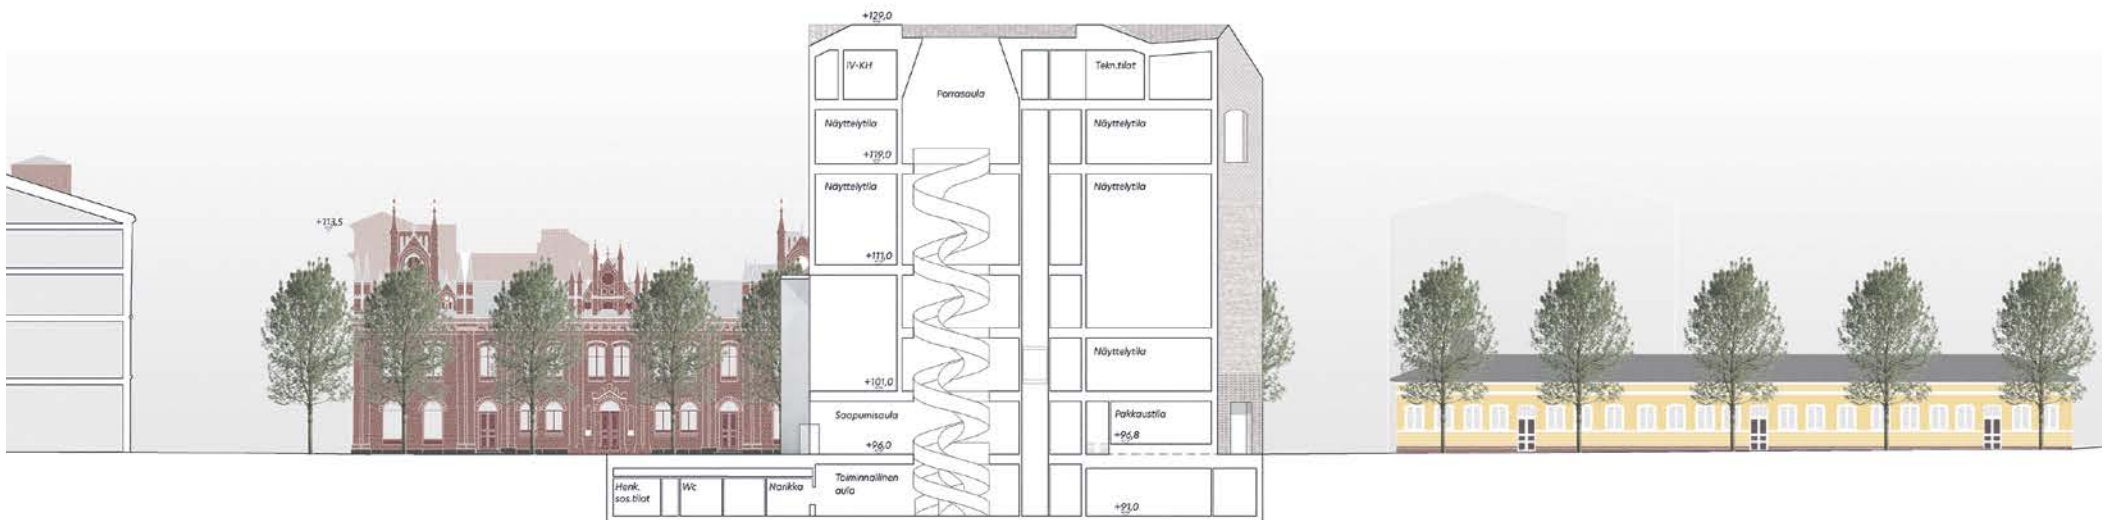 +129,0
IV-KH
Tekn.tilat
Porrasaula
Näyttelytila
Näyttelytila
+119,0
Näyttelytila
Näyttelytila
+113,5
+111,0
Näyttelytila
+101,0
Saapumisaula
Pakkaustila
+96,8
+96,0
Toiminnallinen
aula
Henk.
sos.tilat
Wc
Narikka
+91,0